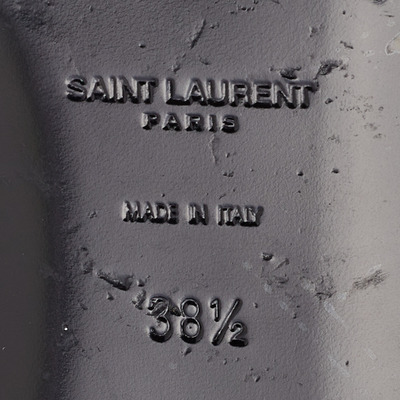 SAINT LAURENT
PARIS
MADE IN ITALY
38½